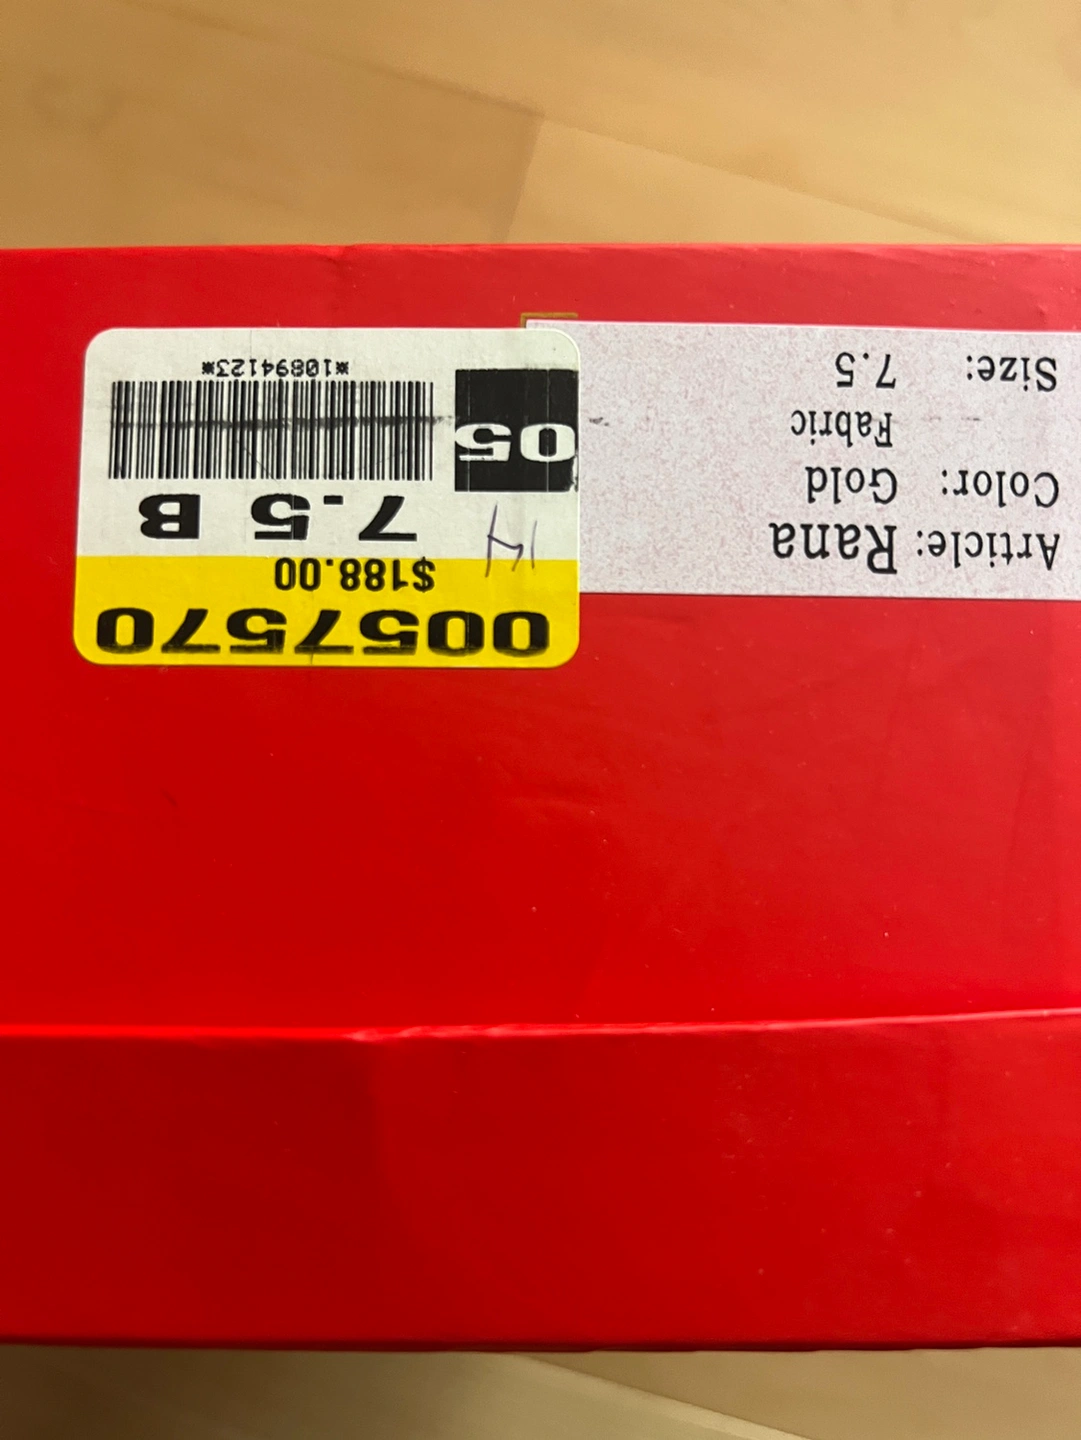 Article: Rana
Color: Gold
Fabric
Size: 7.5
0057570
$188.00
7.5 B
05
*10894123*